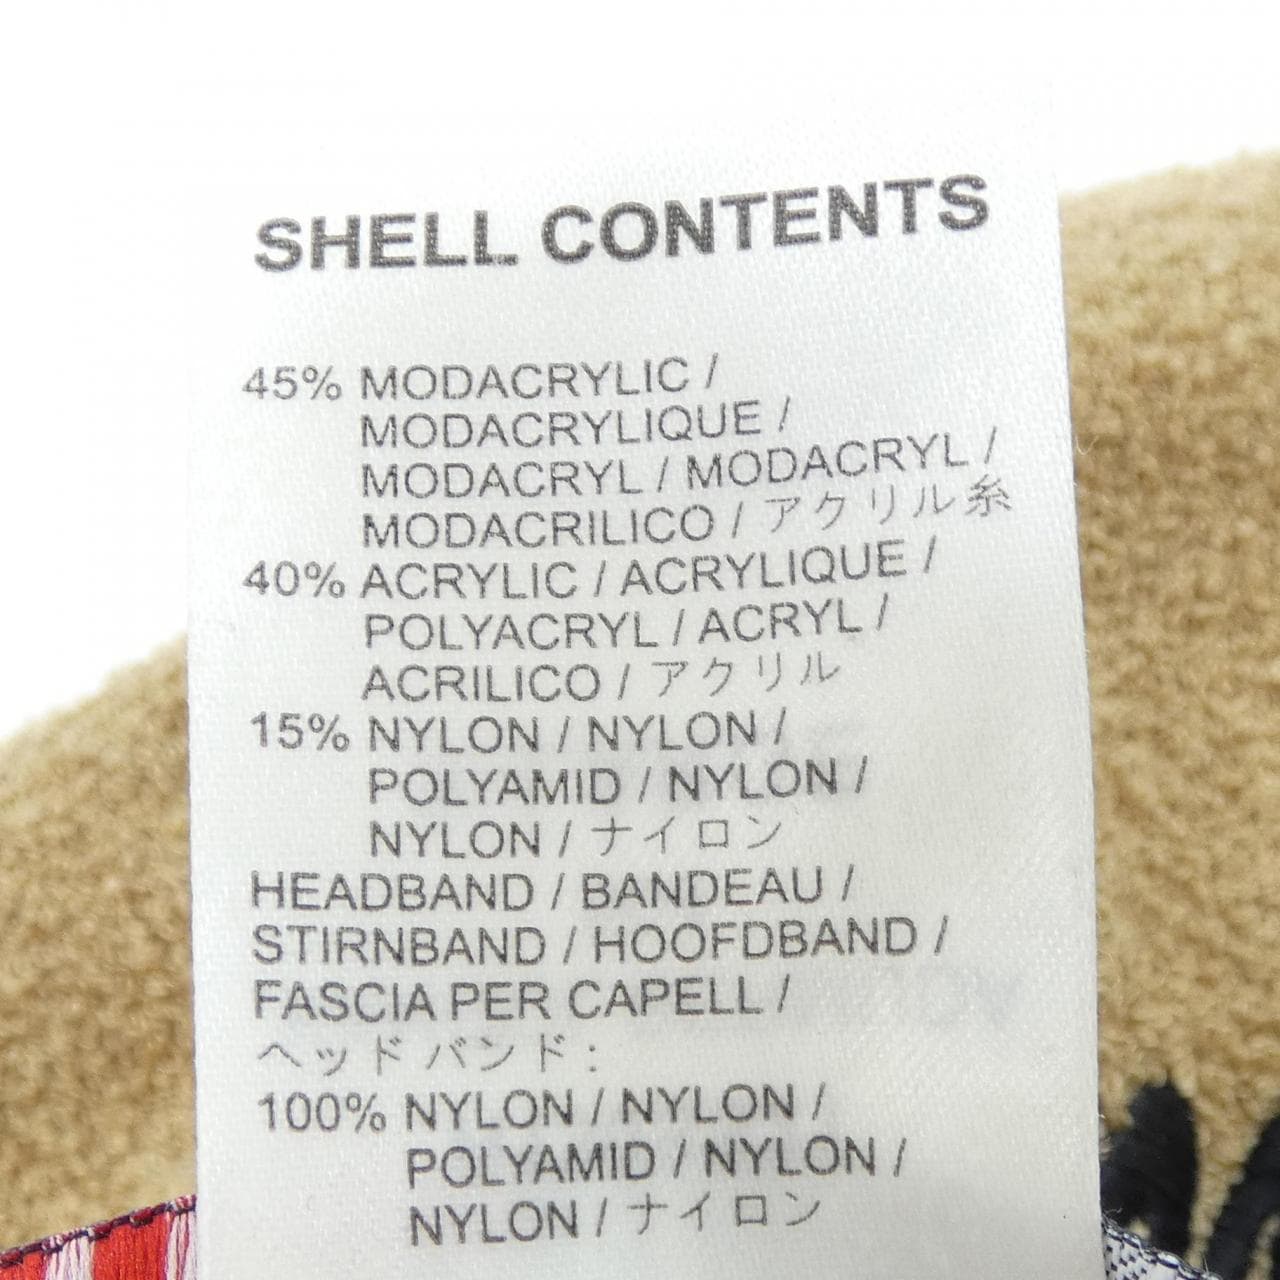 SHELL CONTENTS
45% MODACRYLIC /
MODACRYLIQUE /
MODACRYL / MODACRYL /
MODACRILICO / アクリル糸
40% ACRYLIC / ACRYLIQUE /
POLYACRYL / ACRYL /
ACRILICO / アクリル
15% NYLON / NYLON /
POLYAMID / NYLON /
NYLON / ナイロン
HEADBAND / BANDEAU /
STIRNBAND / HOOFDBAND /
FASCIA PER CAPELL /
ヘッドバンド:
100% NYLON / NYLON /
POLYAMID / NYLON /
NYLON / ナイロン